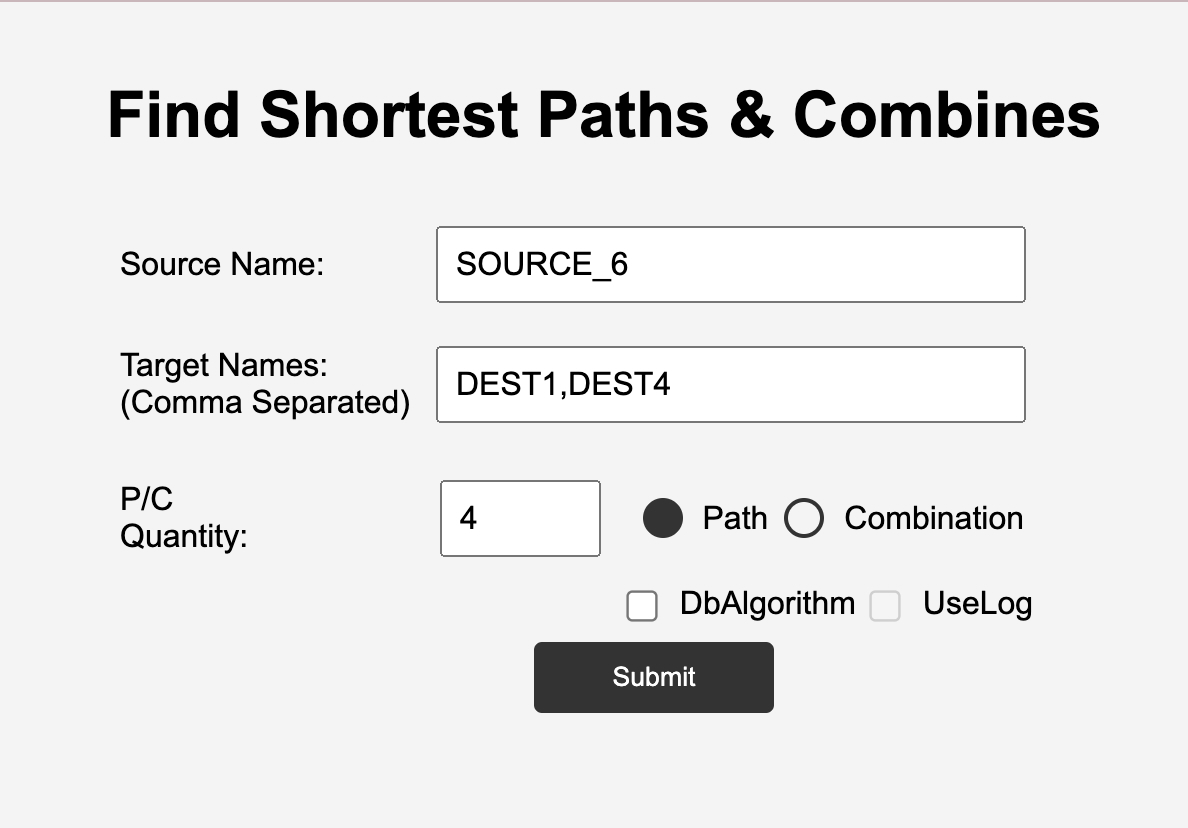 Find Shortest Paths & Combines
Source Name:
SOURCE_6
Target Names:
(Comma Separated)
DEST1,DEST4
P/C
Quantity:
4
Path
Combination
DbAlgorithm
UseLog
Submit